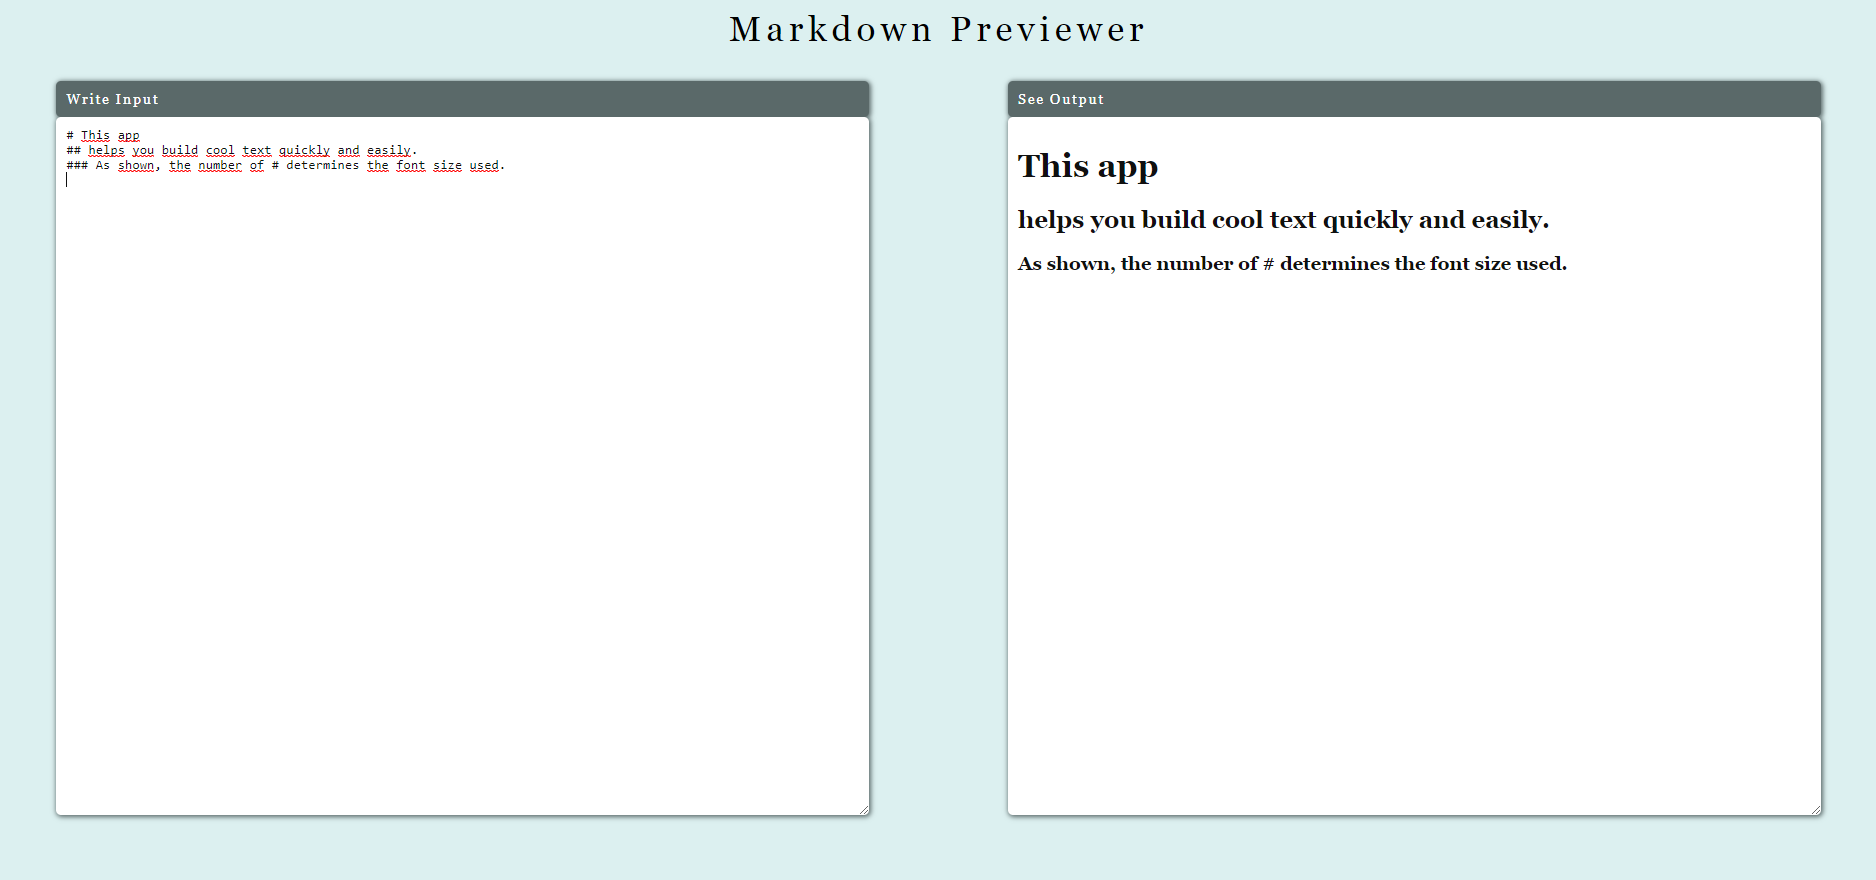 Markdown Previewer
Write Input
# This app
## helps you build cool text quickly and easily.
### As shown, the number of # determines the font size used.
See Output
This app
helps you build cool text quickly and easily.
As shown, the number of # determines the font size used.